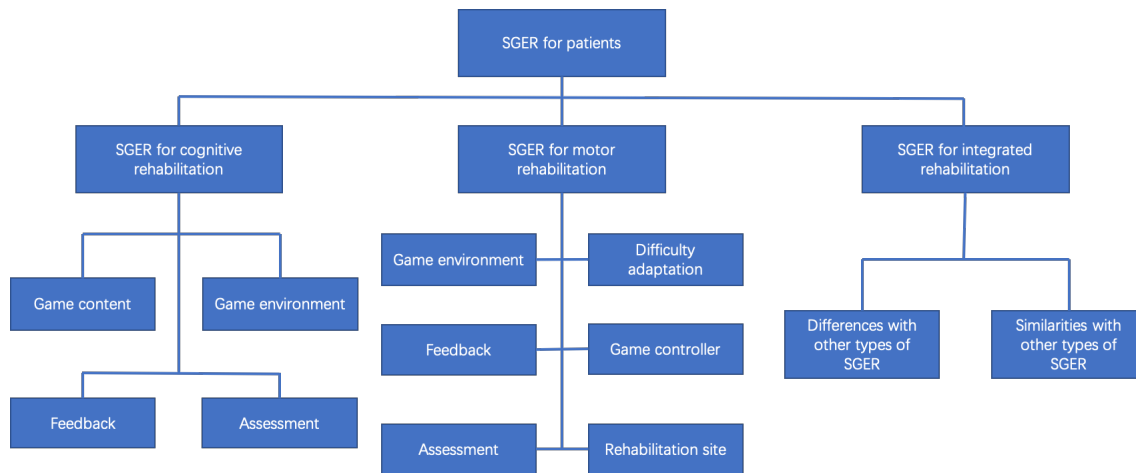 SGER for patients
SGER for cognitive
rehabilitation
SGER for motor
rehabilitation
SGER for integrated
rehabilitation
Game content
Game environment
Feedback
Assessment
Game environment
Difficulty
adaptation
Feedback
Game controller
Assessment
Rehabilitation site
Differences with
other types of
SGER
Similarities with
other types of
SGER